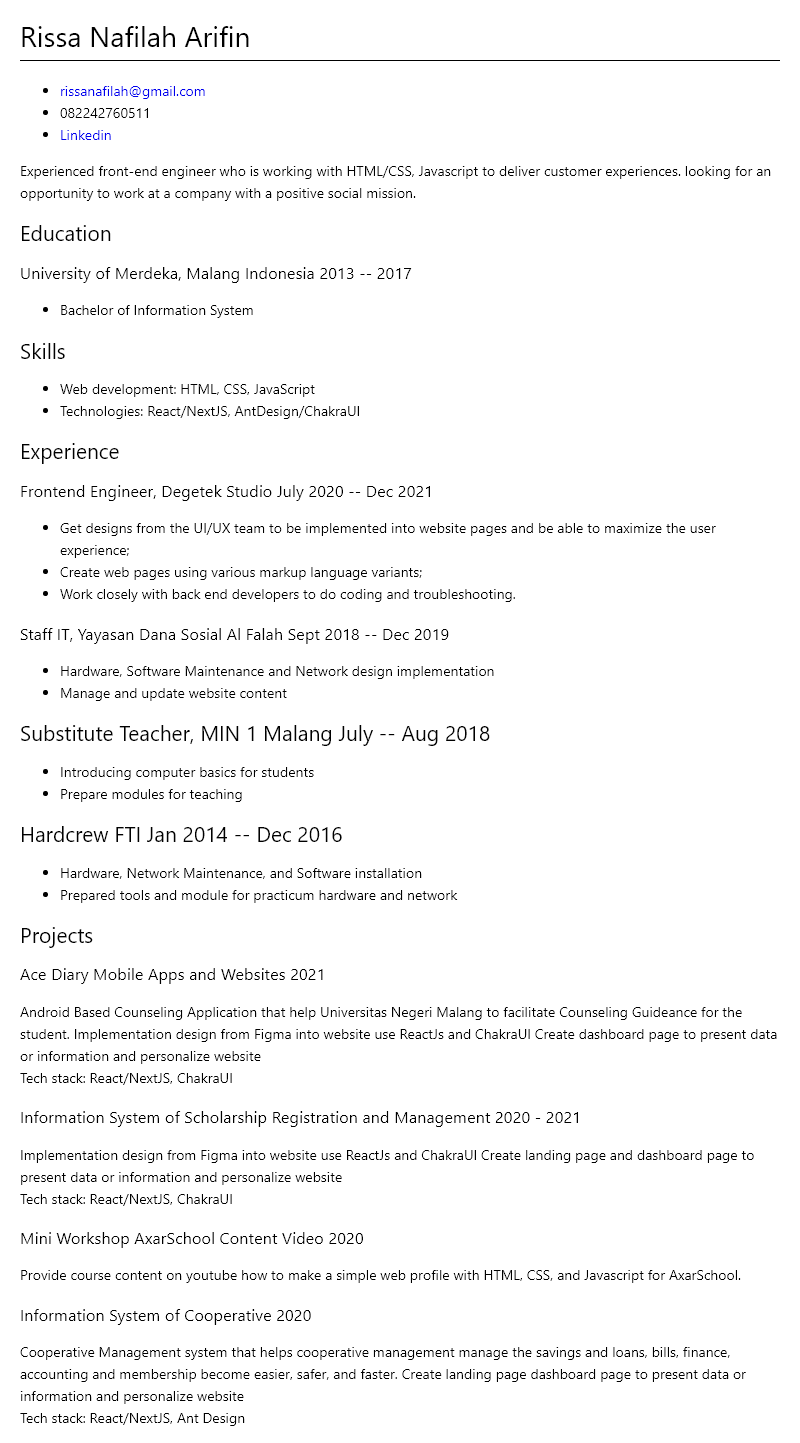 Rissa Nafilah Arifin
rissanafilah@gmail.com
082242760511
Linkedin
Experienced front-end engineer who is working with HTML/CSS, Javascript to deliver customer experiences. looking for an
opportunity to work at a company with a positive social mission.
Education
University of Merdeka, Malang Indonesia 2013 -- 2017
Bachelor of Information System
Skills
Web development: HTML, CSS, JavaScript
Technologies: React/NextJS, AntDesign/ChakraUI
Experience
Frontend Engineer, Degetek Studio July 2020 -- Dec 2021
Get designs from the UI/UX team to be implemented into website pages and be able to maximize the user
experience;
Create web pages using various markup language variants;
Work closely with back end developers to do coding and troubleshooting.
Staff IT, Yayasan Dana Sosial Al Falah Sept 2018 -- Dec 2019
Hardware, Software Maintenance and Network design implementation
Manage and update website content
Substitute Teacher, MIN 1 Malang July -- Aug 2018
Introducing computer basics for students
Prepare modules for teaching
Hardcrew FTI Jan 2014 -- Dec 2016
Hardware, Network Maintenance, and Software installation
Prepared tools and module for practicum hardware and network
Projects
Ace Diary Mobile Apps and Websites 2021
Android Based Counseling Application that help Universitas Negeri Malang to facilitate Counseling Guideance for the
student. Implementation design from Figma into website use ReactJs and ChakraUI Create dashboard page to present data
or information and personalize website
Tech stack: React/NextJS, ChakraUI
Information System of Scholarship Registration and Management 2020 - 2021
Implementation design from Figma into website use ReactJs and ChakraUI Create landing page and dashboard page to
present data or information and personalize website
Tech stack: React/NextJS, ChakraUI
Mini Workshop AxarSchool Content Video 2020
Provide course content on youtube how to make a simple web profile with HTML, CSS, and Javascript for AxarSchool.
Information System of Cooperative 2020
Cooperative Management system that helps cooperative management manage the savings and loans, bills, finance,
accounting and membership become easier, safer, and faster. Create landing page dashboard page to present data or
information and personalize website
Tech stack: React/NextJS, Ant Design